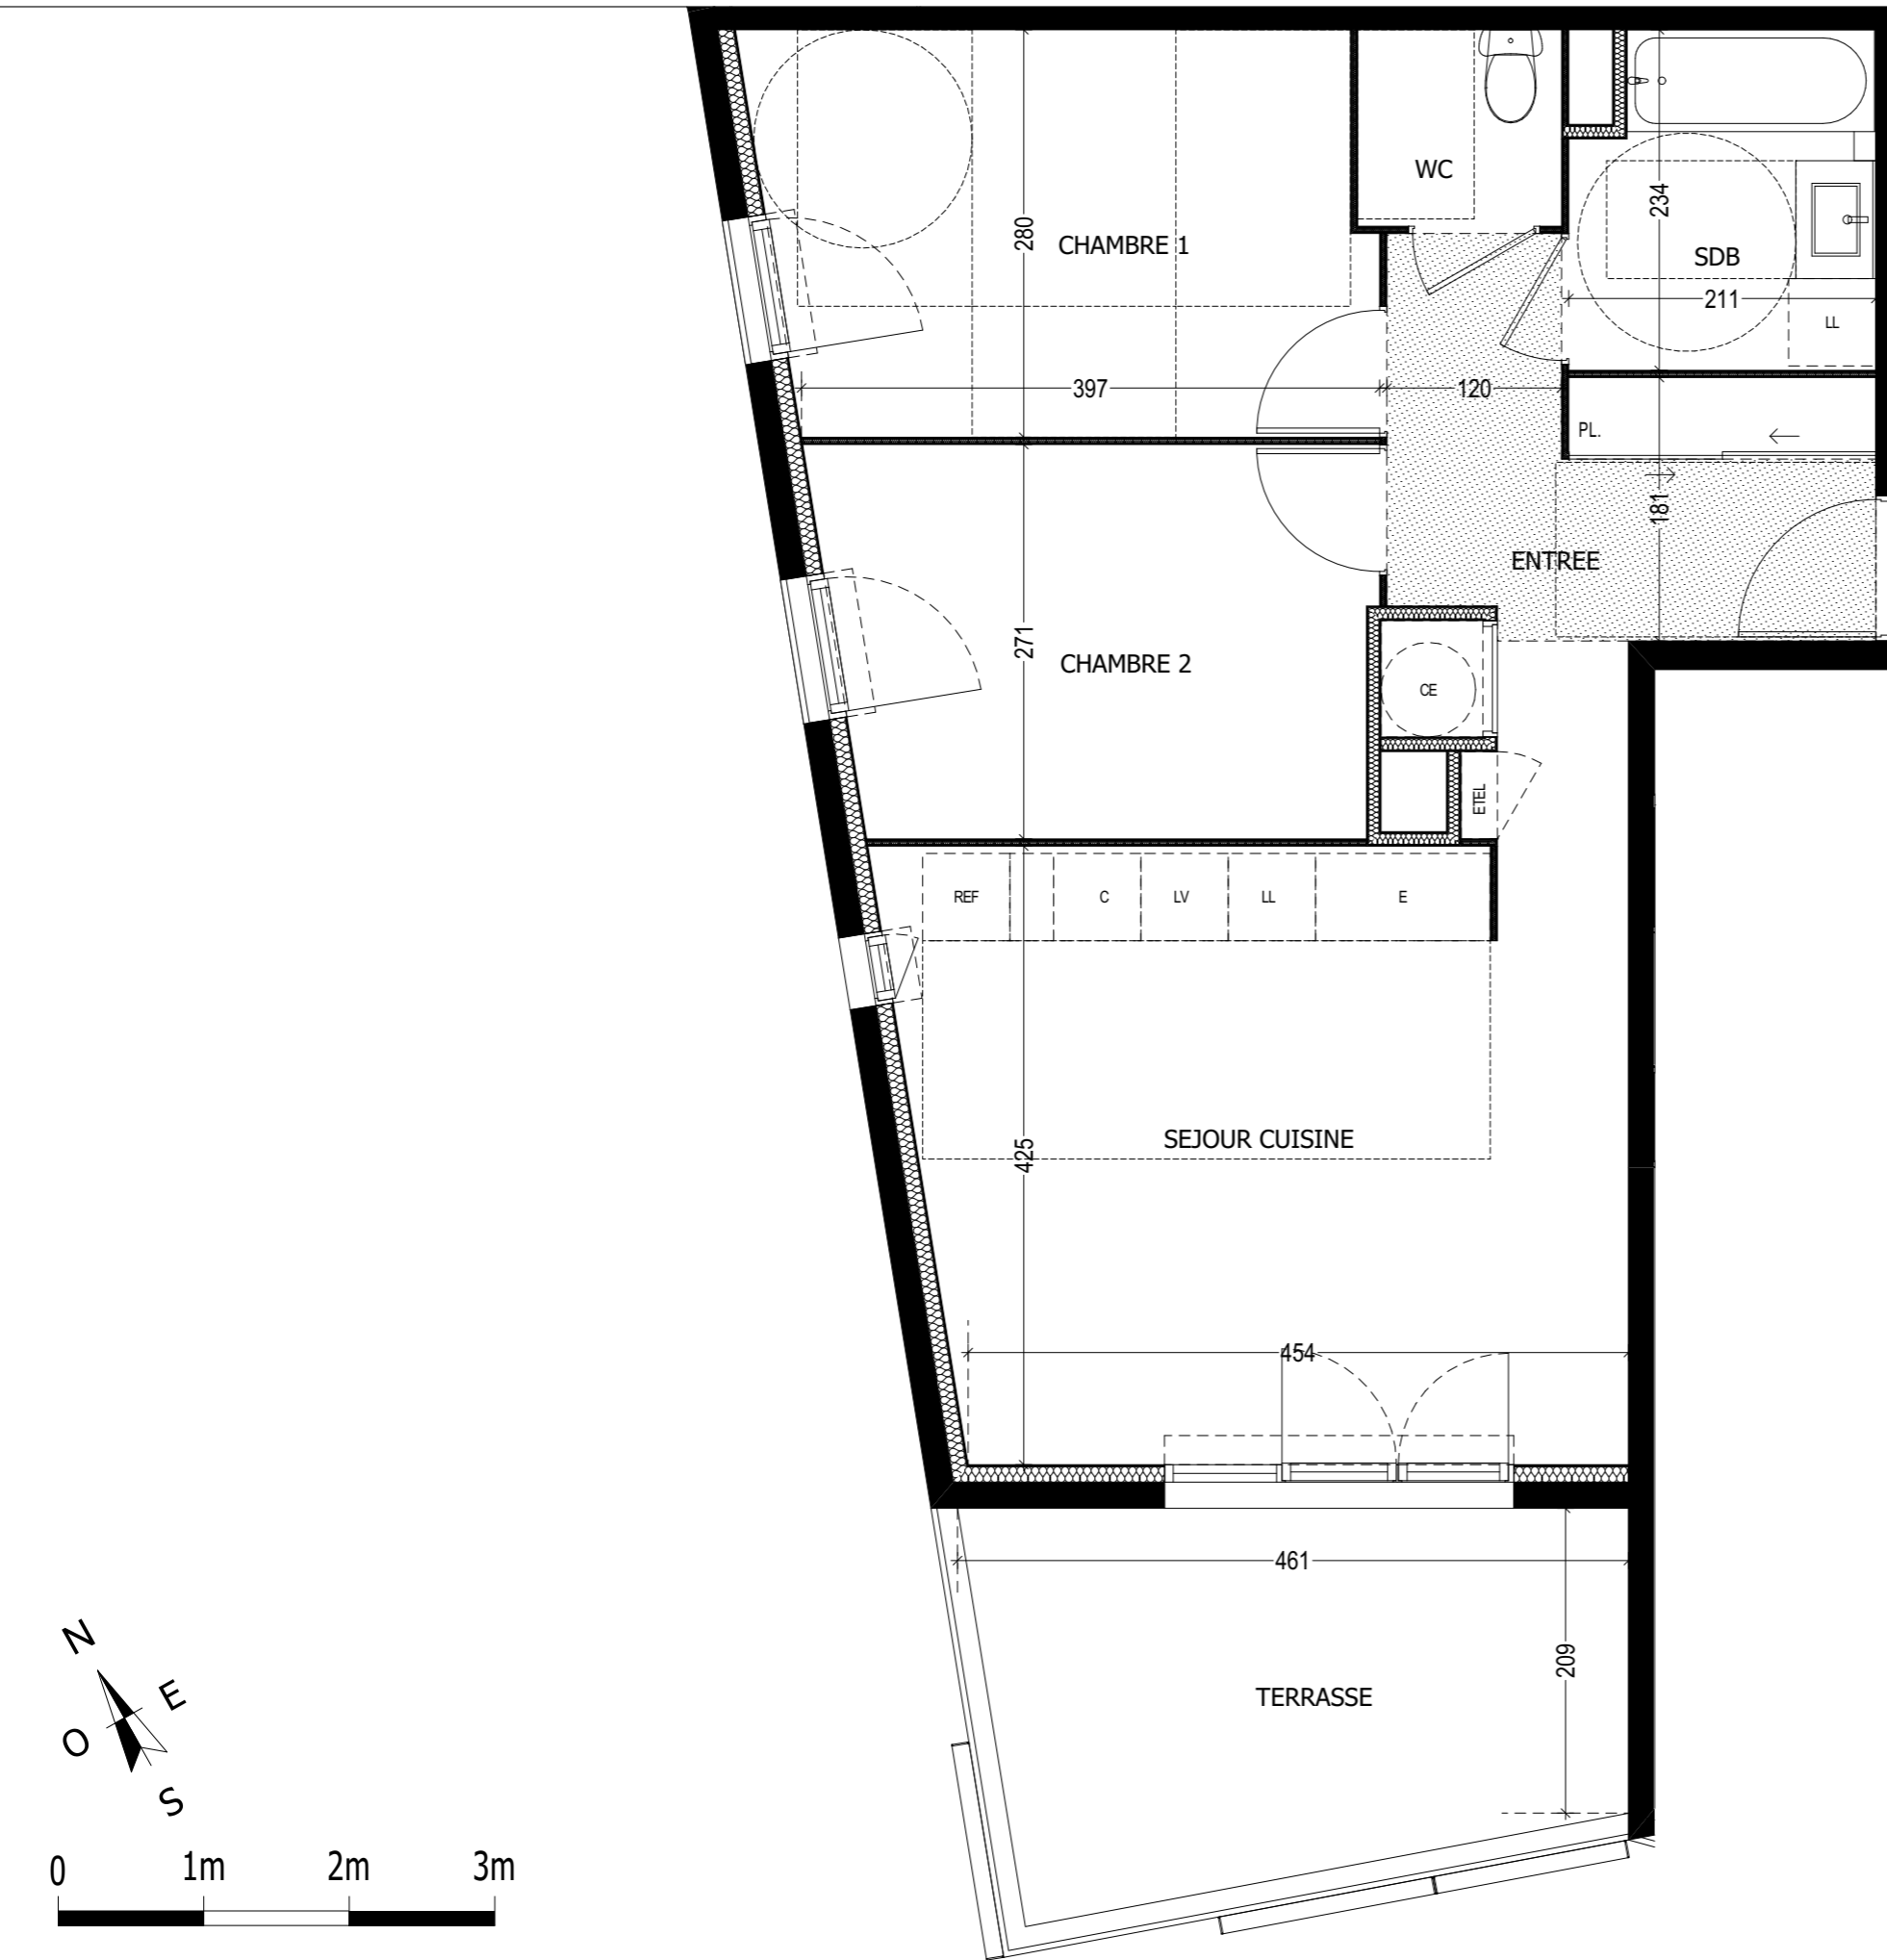 WC
234
280
CHAMBRE 1
SDB
211
LL
397
120
PL.
181
ENTREE
271
CHAMBRE 2
CE
ETEL
REF
C
LV
LL
E
425
SEJOUR CUISINE
454
461
209
TERRASSE
N
E
O
S
0
1m
2m
3m